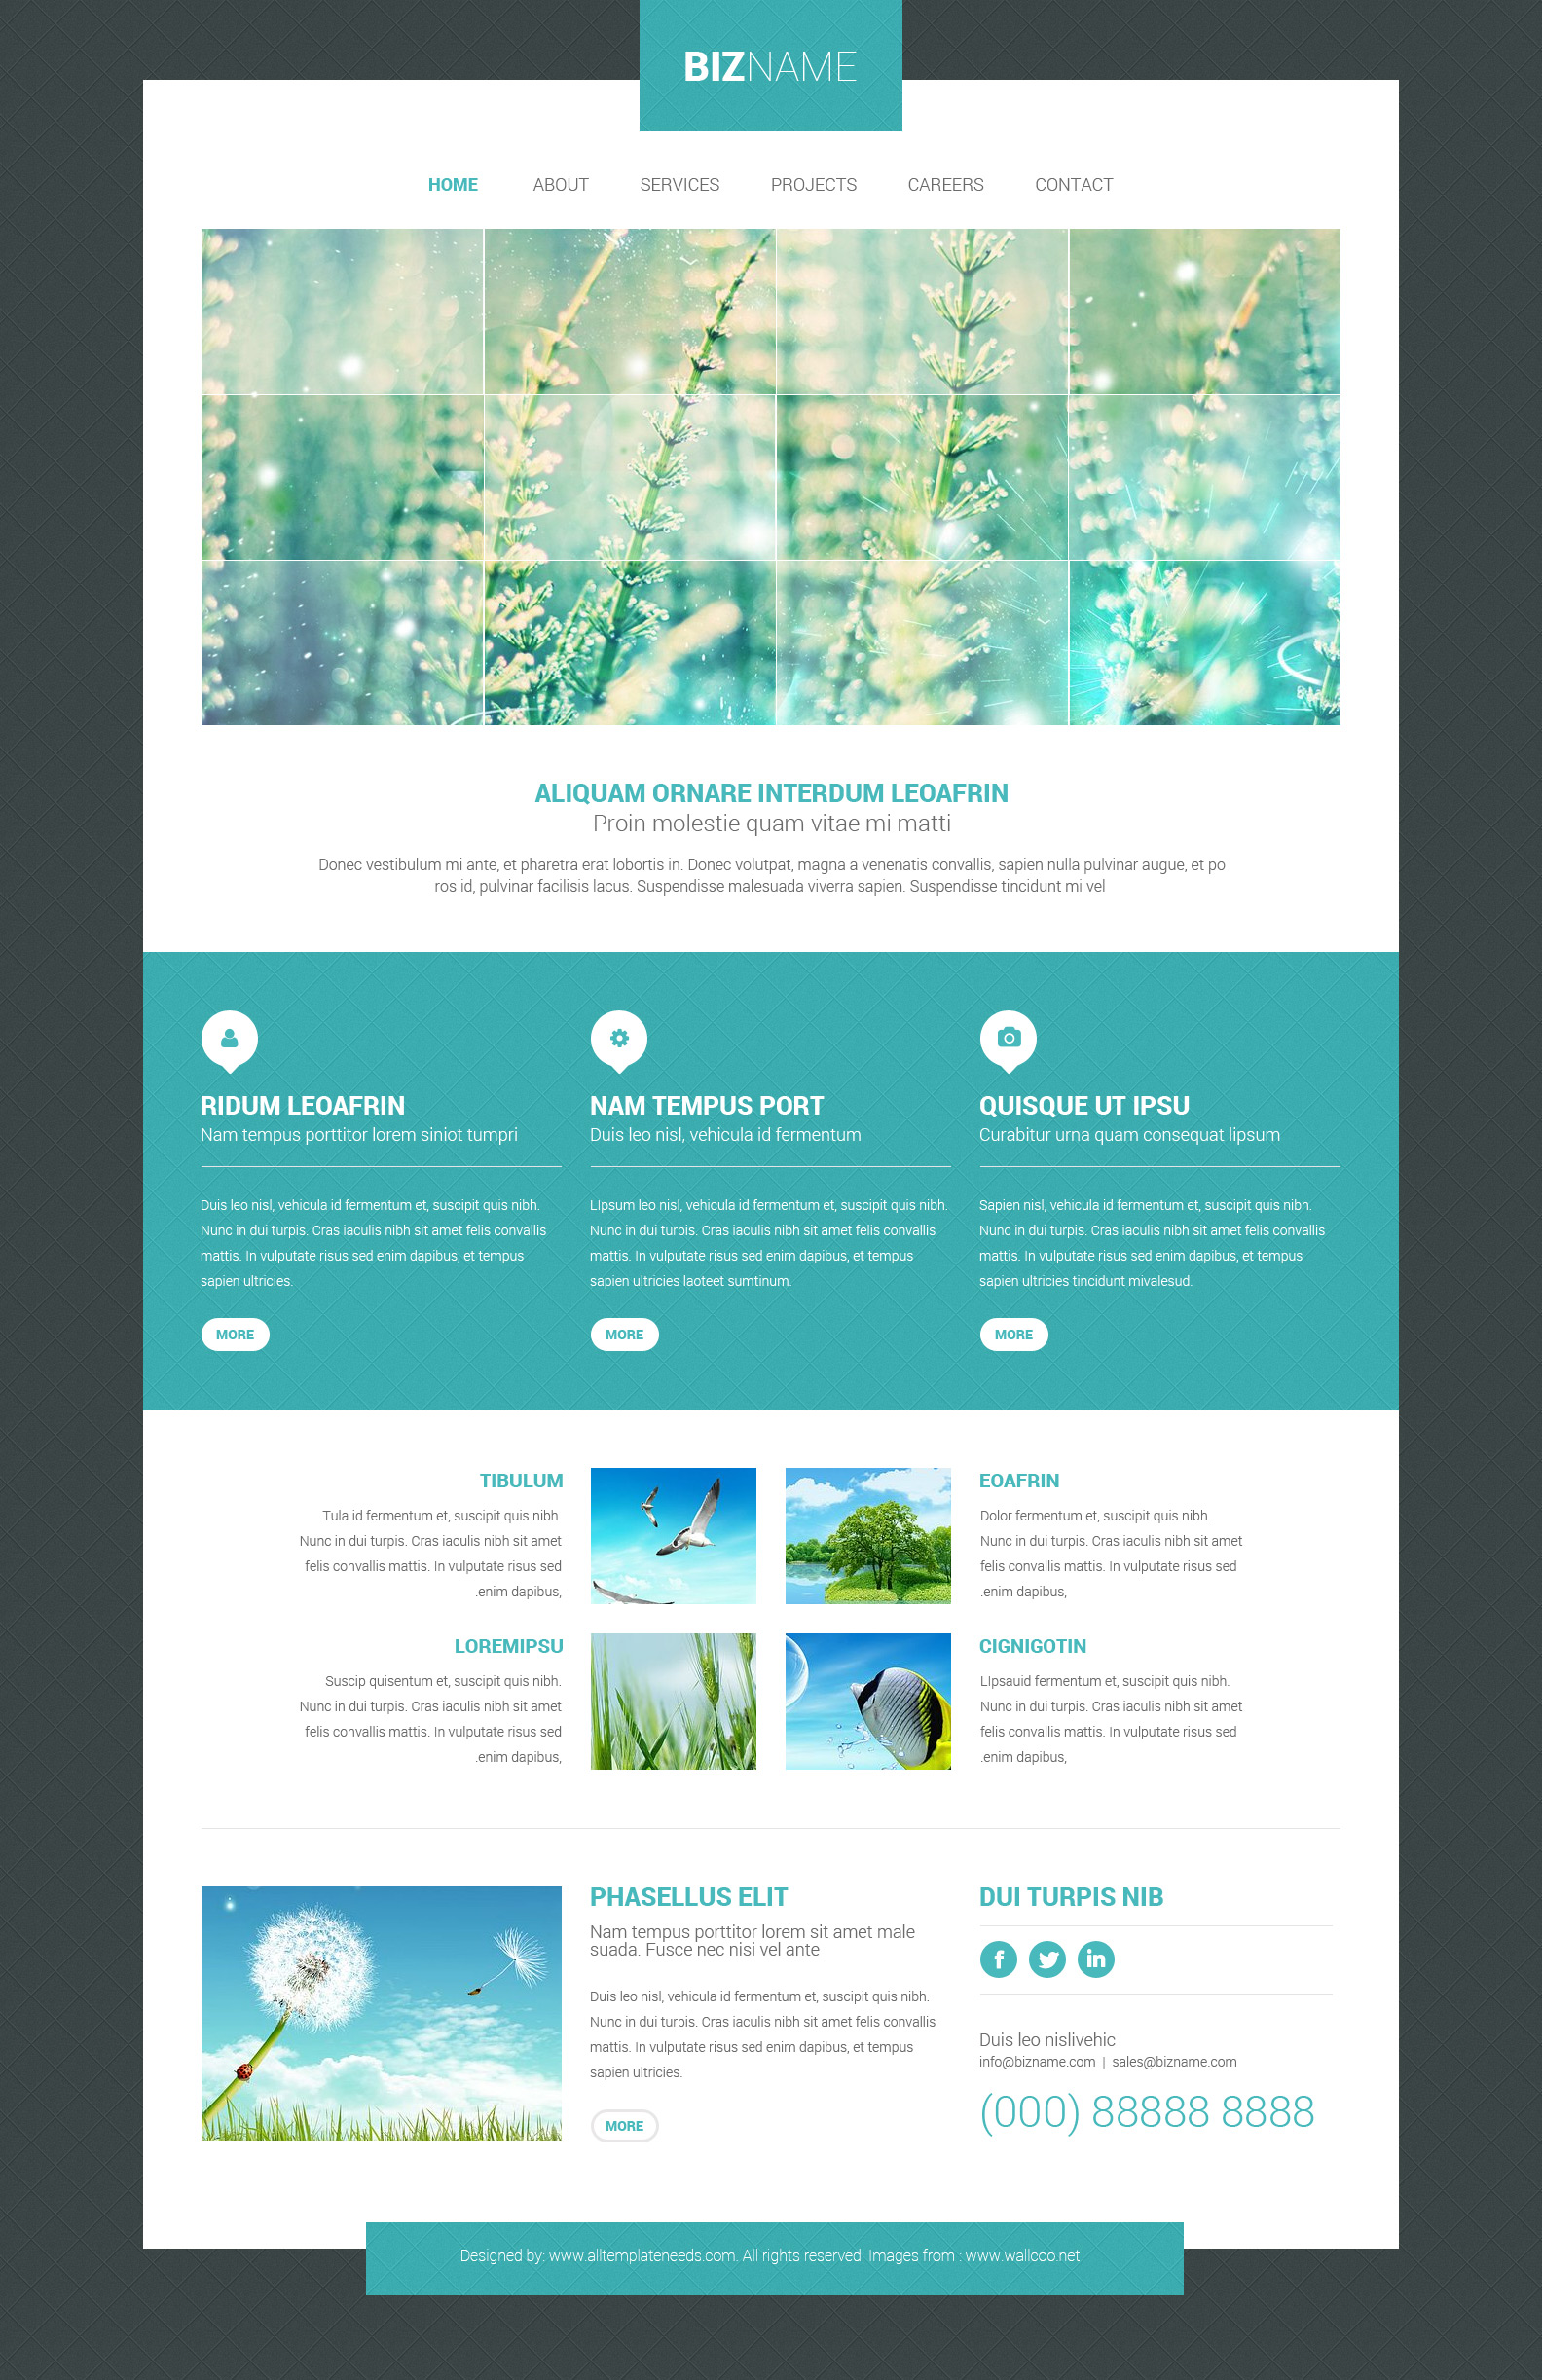 BIZNAME
HOME ABOUT SERVICES PROJECTS CAREERS CONTACT
ALIQUAM ORNARE INTERDUM LEOAFRIN
Proin molestie quam vitae mi matti
Donec vestibulum mi ante, et pharetra erat lobortis in. Donec volutpat, magna a venenatis convallis, sapien nulla pulvinar augue, et po
ros id, pulvinar facilisis lacus. Suspendisse malesuada viverra sapien. Suspendisse tincidunt mi vel
RIDUM LEOAFRIN
Nam tempus porttitor lorem siniot tumpri
Duis leo nisl, vehicula id fermentum et, suscipit quis nibh.
Nunc in dui turpis. Cras iaculis nibh sit amet felis convallis
mattis. In vulputate risus sed enim dapibus, et tempus
sapien ultricies.
MORE
NAM TEMPUS PORT
Duis leo nisl, vehicula id fermentum
LIpsum leo nisl, vehicula id fermentum et, suscipit quis nibh.
Nunc in dui turpis. Cras iaculis nibh sit amet felis convallis
mattis. In vulputate risus sed enim dapibus, et tempus
sapien ultricies laoteet sumtinum.
MORE
QUISQUE UT IPSU
Curabitur urna quam consequat lipsum
Sapien nisl, vehicula id fermentum et, suscipit quis nibh.
Nunc in dui turpis. Cras iaculis nibh sit amet felis convallis
mattis. In vulputate risus sed enim dapibus, et tempus
sapien ultricies tincidunt mivalesud.
MORE
TIBULUM
Tula id fermentum et, suscipit quis nibh.
Nunc in dui turpis. Cras iaculis nibh sit amet
felis convallis mattis. In vulputate risus sed
.enim dapibus,
EOAFRIN
Dolor fermentum et, suscipit quis nibh.
Nunc in dui turpis. Cras iaculis nibh sit amet
felis convallis mattis. In vulputate risus sed
.enim dapibus,
LOREMIPSU
Suscip quisentum et, suscipit quis nibh.
Nunc in dui turpis. Cras iaculis nibh sit amet
felis convallis mattis. In vulputate risus sed
.enim dapibus,
CIGNIGOTIN
LIpsauid fermentum et, suscipit quis nibh.
Nunc in dui turpis. Cras iaculis nibh sit amet
felis convallis mattis. In vulputate risus sed
.enim dapibus,
PHASELLUS ELIT
Nam tempus porttitor lorem sit amet male
suada. Fusce nec nisi vel ante
Duis leo nisl, vehicula id fermentum et, suscipit quis nibh.
Nunc in dui turpis. Cras iaculis nibh sit amet felis convallis
mattis. In vulputate risus sed enim dapibus, et tempus
sapien ultricies.
MORE
DUI TURPIS NIB
f in
Duis leo nislivehic
info@bizname.com | sales@bizname.com
(000) 88888 8888
Designed by: www.alltemplateneeds.com. All rights reserved. Images from : www.wallcoo.net